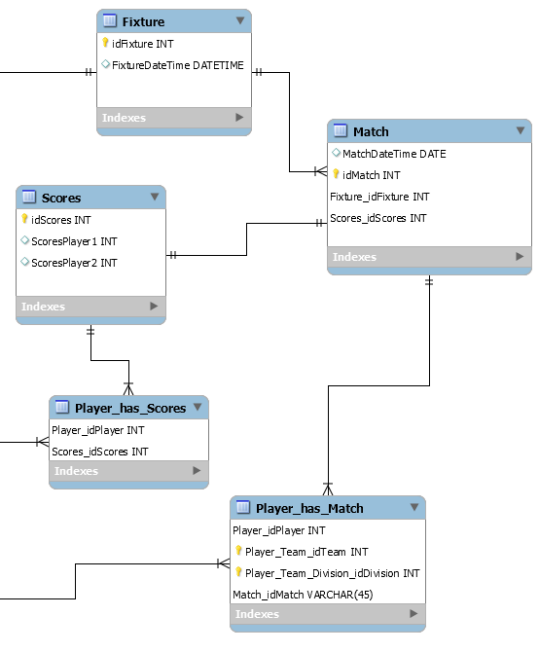 Fixture
idFixture INT
FixtureDateTime DATETIME
Indexes
Match
MatchDateTime DATE
idMatch INT
Fixture_idFixture INT
Scores_idScores INT
Indexes
Scores
idScores INT
ScoresPlayer1 INT
ScoresPlayer2 INT
Indexes
Player_has_Scores
Player_idPlayer INT
Scores_idScores INT
Indexes
Player_has_Match
Player_idPlayer INT
Player_Team_idTeam INT
Player_Team_Division_idDivision INT
Match_idMatch VARCHAR(45)
Indexes